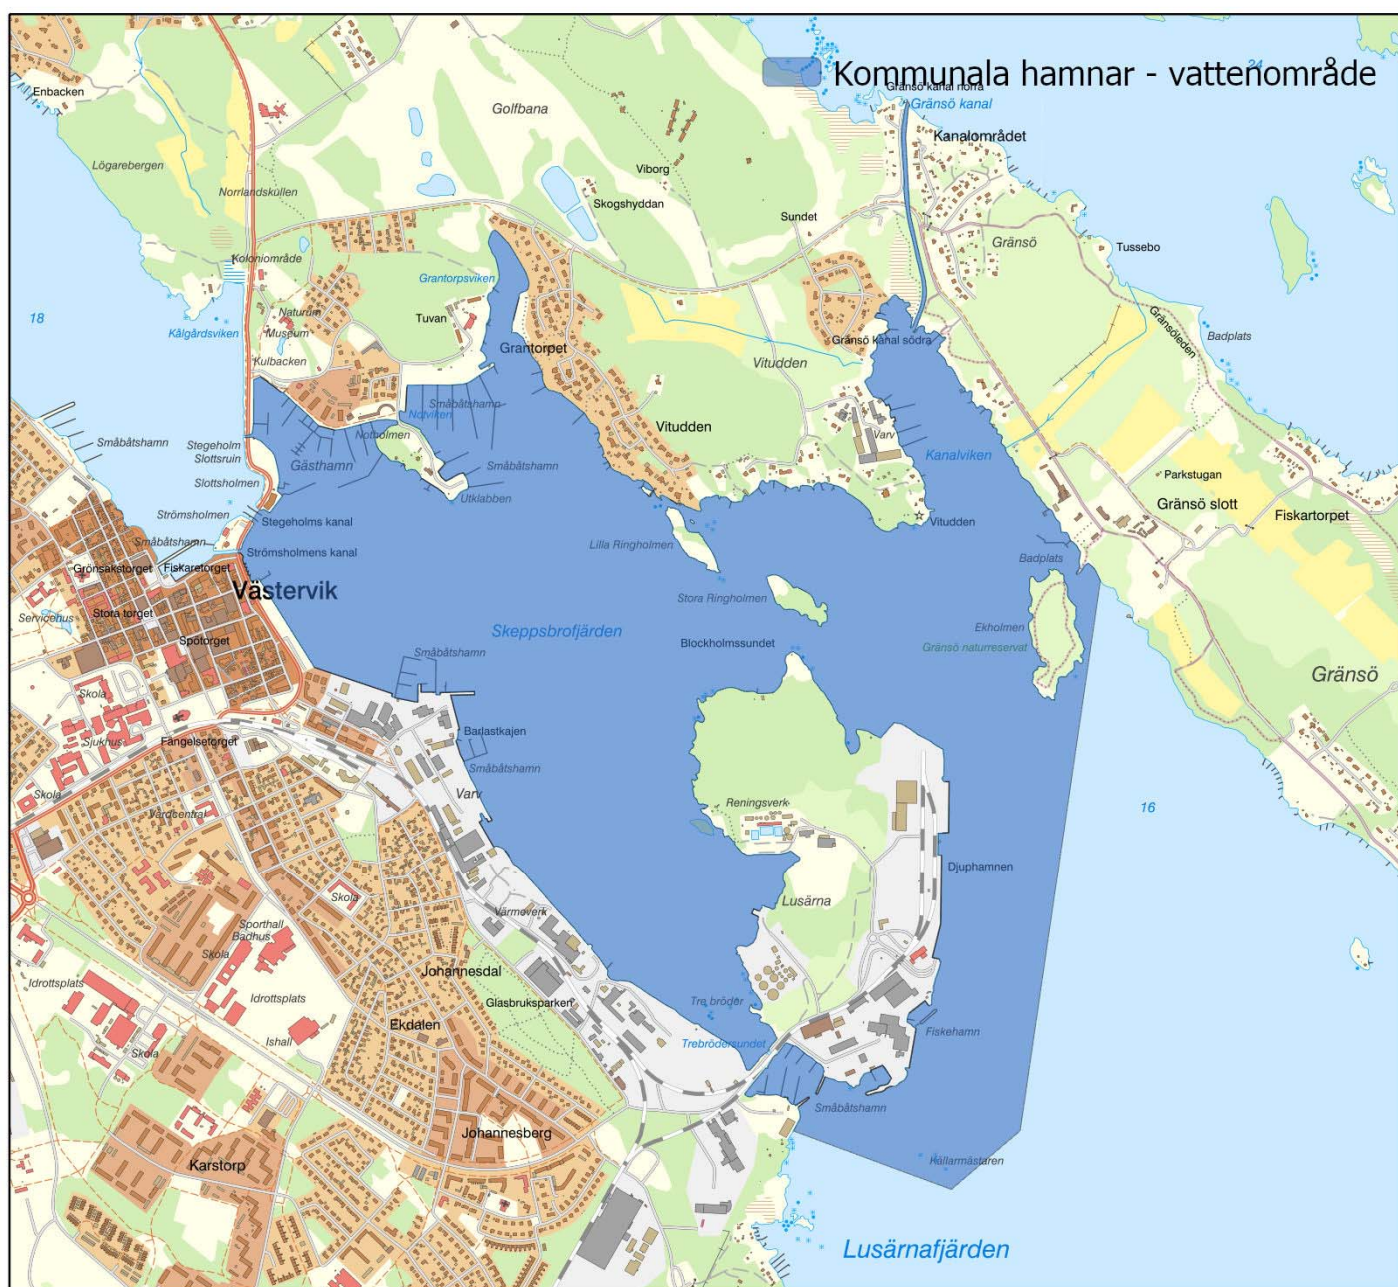 Kommunala hamnar - vattenområde
24
Enbacken
Golfbana
Gränsö kanal norra
Gränsö kanal
Kanalområdet
Lögarebergen
Norrlandskullen
Viborg
Skogshyddan
Sundet
Gränsö
Tussebo
Koloniområde
Grantorpsviken
18
Kålgårdsviken
Naturum
Museum
Tuvan
Grantorpet
Gränsö kanal södra
Gränsöleden
Badplats
Kulbacken
Vitudden
Småbåtshamn
Notviken
Notholmen
Vitudden
Varv
Småbåtshamn
Stegeholm
Slottsruin
Gästhamn
Småbåtshamn
Kanalviken
Slottsholmen
Utklabben
Parkstugan
Gränsö slott
Fiskartorpet
Strömsholmen
Stegeholms kanal
Vitudden
Småbåtshamn
Strömsholmens kanal
Lilla Ringholmen
Badplats
Grönsakstorget
Fiskaretorget
Västervik
Stora Ringholmen
Servicehus
Stora torget
Spötorget
Skeppsbrofjärden
Ekholmen
Blockholmssundet
Gränsö naturreservat
Småbåtshamn
Gränsö
Skola
Sjukhus
Fängelsetorget
Barlastkajen
Småbåtshamn
Skola
Vårdcentral
Varv
Reningsverk
16
Djuphamnen
Skola
Lusärna
Värmeverk
Sporthall
Badhus
Skola
Johannesdal
Idrottsplats
Idrottsplats
Glasbruksparken
Tre bröder
Ekdalen
Fiskehamn
Ishall
Trebrödersundet
Skola
Småbåtshamn
Johannesberg
Karstorp
Källarmästaren
Lusärnafjärden